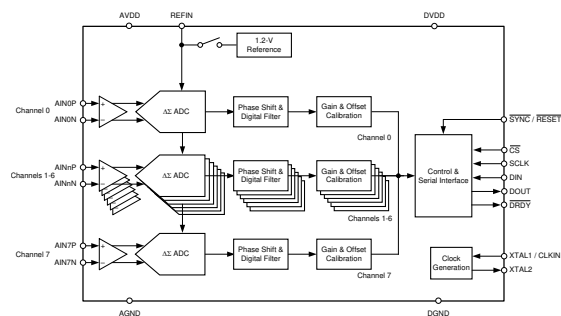 AVDD
REFIN
DVDD
1.2-V
Reference
Channel 0
AIN0P
AIN0N
+
−
ΔΣ ADC
Phase Shift &
Digital Filter
Gain & Offset
Calibration
Channel 0
SYNC / RESET
Channels 1-6
AINnP
AINnN
+
−
ΔΣ ADC
Phase Shift &
Digital Filter
Gain & Offset
Calibration
Channels 1-6
Control &
Serial Interface
CS
SCLK
DIN
DOUT
DRDY
Channel 7
AIN7P
AIN7N
+
−
ΔΣ ADC
Phase Shift &
Digital Filter
Gain & Offset
Calibration
Channel 7
Clock
Generation
XTAL1 / CLKIN
XTAL2
AGND
DGND